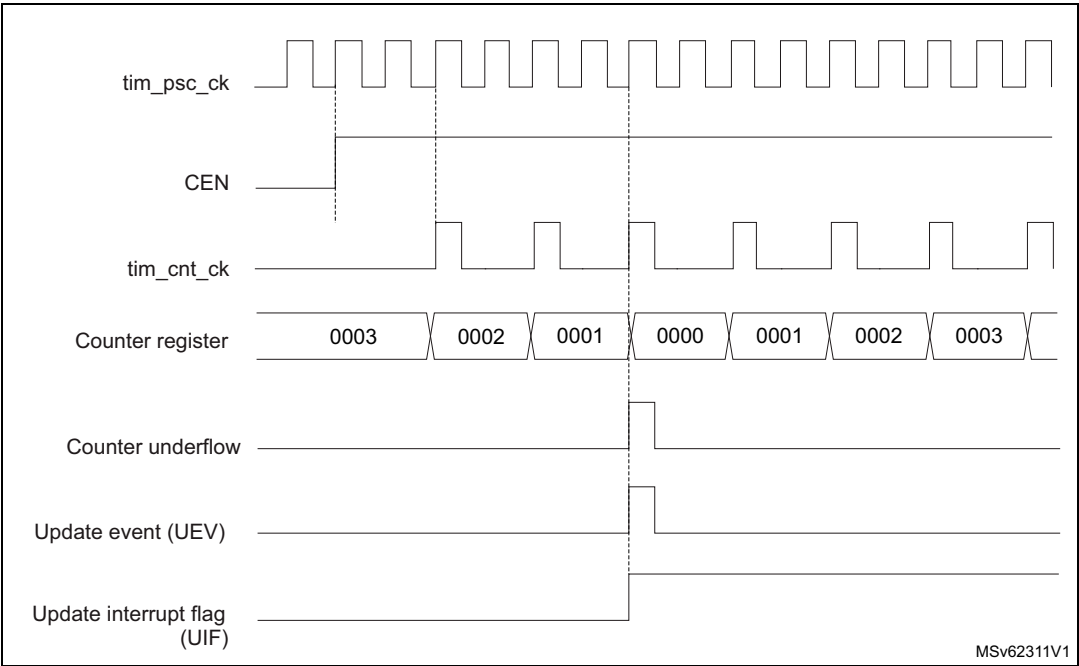 tim_psc_ck
CEN
tim_cnt_ck
Counter register 0003 0002 0001 0000 0001 0002 0003
Counter underflow
Update event (UEV)
Update interrupt flag
(UIF)
MSv62311V1